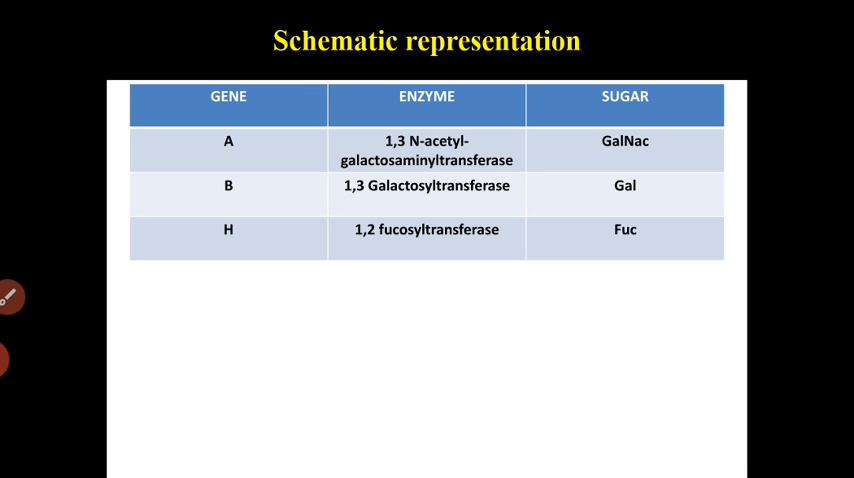 Schematic representation
GENE ENZYME SUGAR
A 1,3 N-acetyl-galactosaminyltransferase GalNac
B 1,3 Galactosyltransferase Gal
H 1,2 fucosyltransferase Fuc